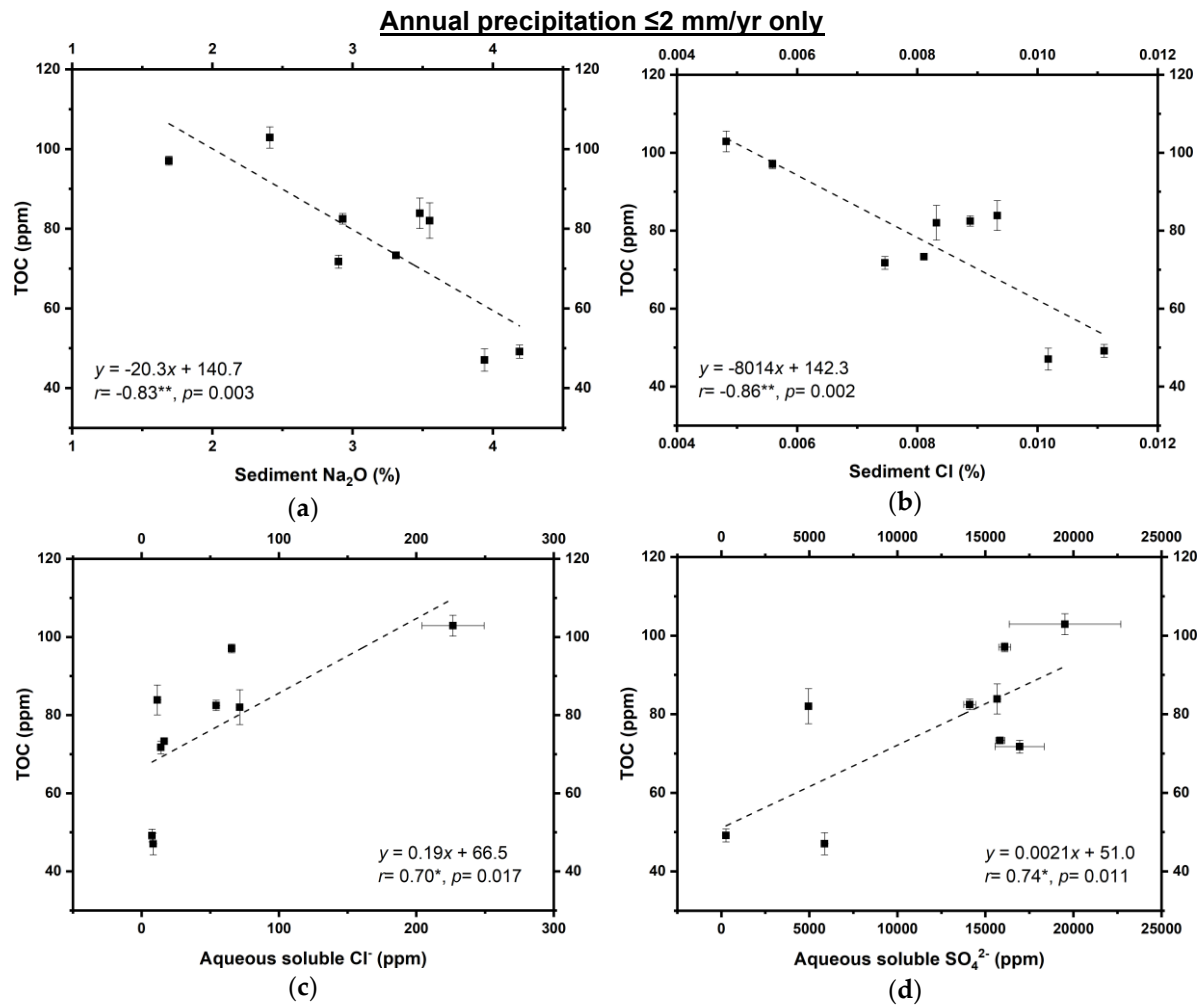 Annual precipitation ≤2 mm/yr only
1 2 3 4
120 120
100 100
80 80
60 60
40 40
TOC (ppm)
y = -20.3x + 140.7
r= -0.83**, p= 0.003
1 2 3 4
Sediment Na₂O (%)
(a)
0.004 0.006 0.008 0.010 0.012
120 120
100 100
80 80
60 60
40 40
TOC (ppm)
y = -8014x + 142.3
r= -0.86**, p= 0.002
0.004 0.006 0.008 0.010 0.012
Sediment Cl (%)
(b)
0 100 200 300
120 120
100 100
80 80
60 60
40 40
TOC (ppm)
y = 0.19x + 66.5
r= 0.70*, p= 0.017
0 100 200 300
Aqueous soluble Cl⁻ (ppm)
(c)
0 5000 10000 15000 20000 25000
120 120
100 100
80 80
60 60
40 40
TOC (ppm)
y = 0.0021x + 51.0
r= 0.74*, p= 0.011
0 5000 10000 15000 20000 25000
Aqueous soluble SO₄²⁻ (ppm)
(d)